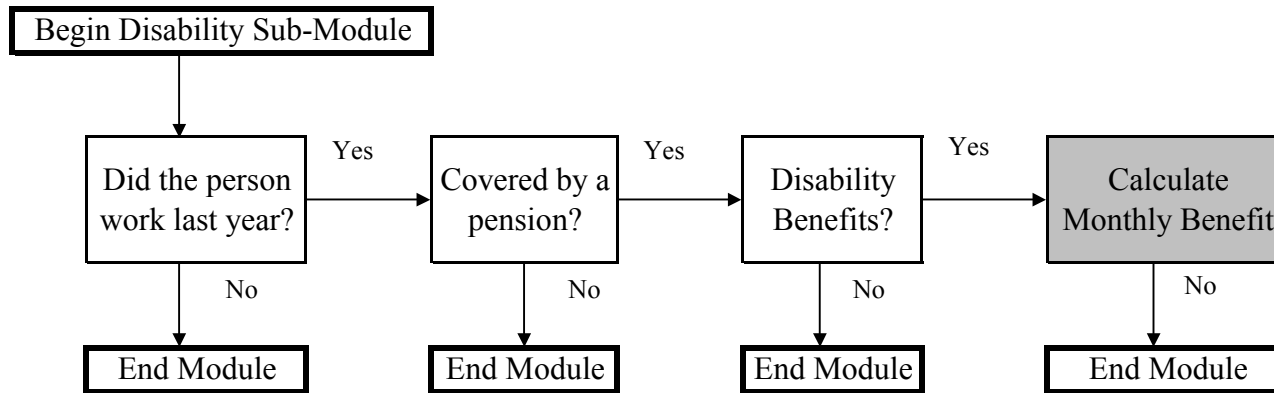 Begin Disability Sub-Module
Did the person
work last year?
Yes
Covered by a
pension?
Yes
Disability
Benefits?
Yes
Calculate
Monthly Benefit
No
No
No
No
End Module
End Module
End Module
End Module